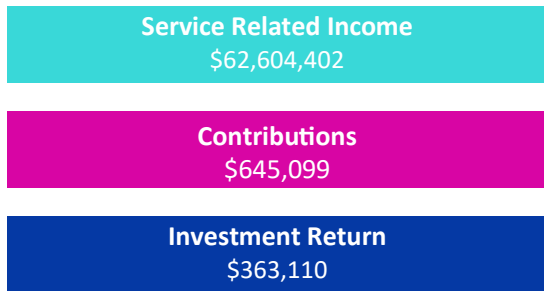 Service Related Income
$62,604,402
Contributions
$645,099
Investment Return
$363,110